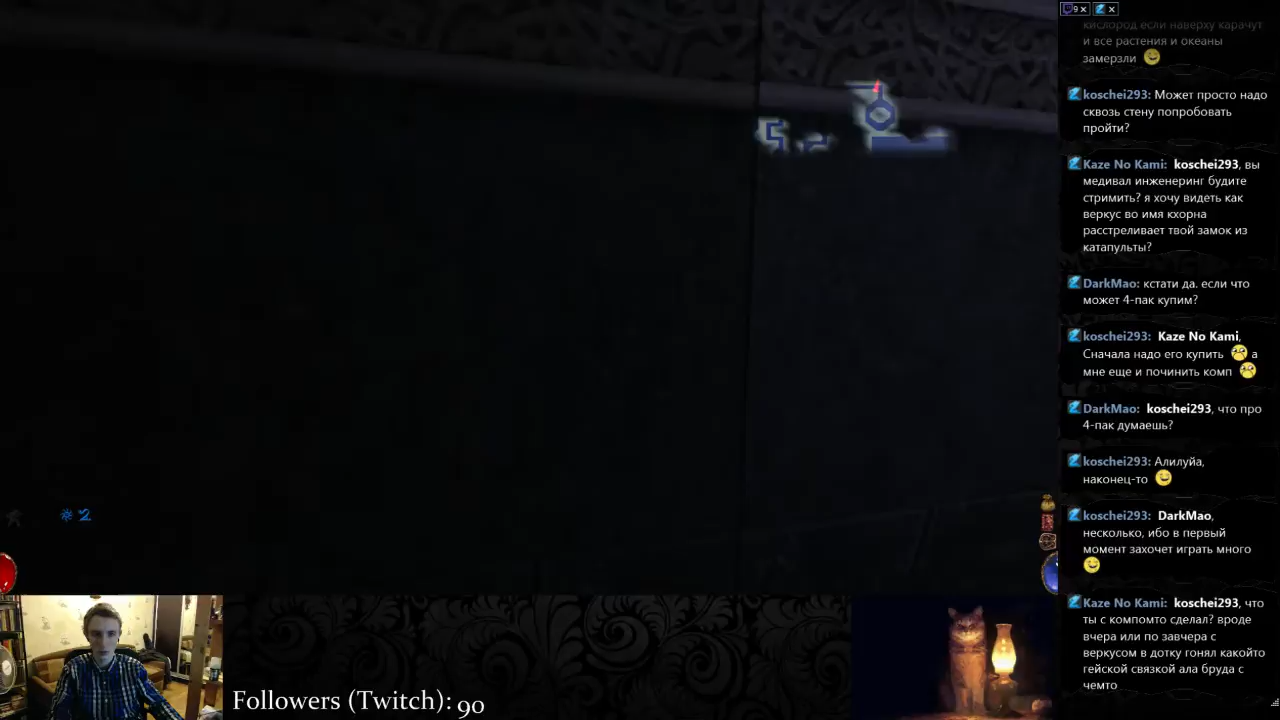 9 × ×
кислород если наверху карачут
и все растения и океаны
замерзли
koschei293: Может просто надо
сквозь стену попробовать
пройти?
Kaze No Kami: koschei293, вы
медивал инженеринг будите
стримить? я хочу видеть как
веркус во имя кхорна
расстреливает твой замок из
катапульты?
DarkMao: кстати да. если что
может 4-пак купим?
koschei293: Kaze No Kami,
Сначала надо его купить а
мне еще и починить комп
DarkMao: koschei293, что про
4-пак думаешь?
koschei293: Алилуйа,
наконец-то
koschei293: DarkMao,
несколько, ибо в первый
момент захочет играть много
Kaze No Kami: koschei293, что
ты с компомто сделал? вроде
вчера или по завчера с
веркусом в дотку гонял какойто
гейской связкой ала бруда с
чемто
2
Followers (Twitch): 90